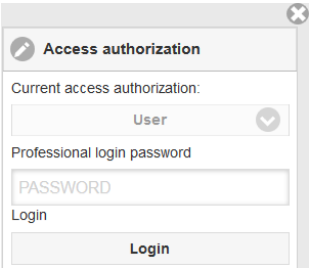 Access authorization
Current access authorization:
User
Professional login password
PASSWORD
Login
Login